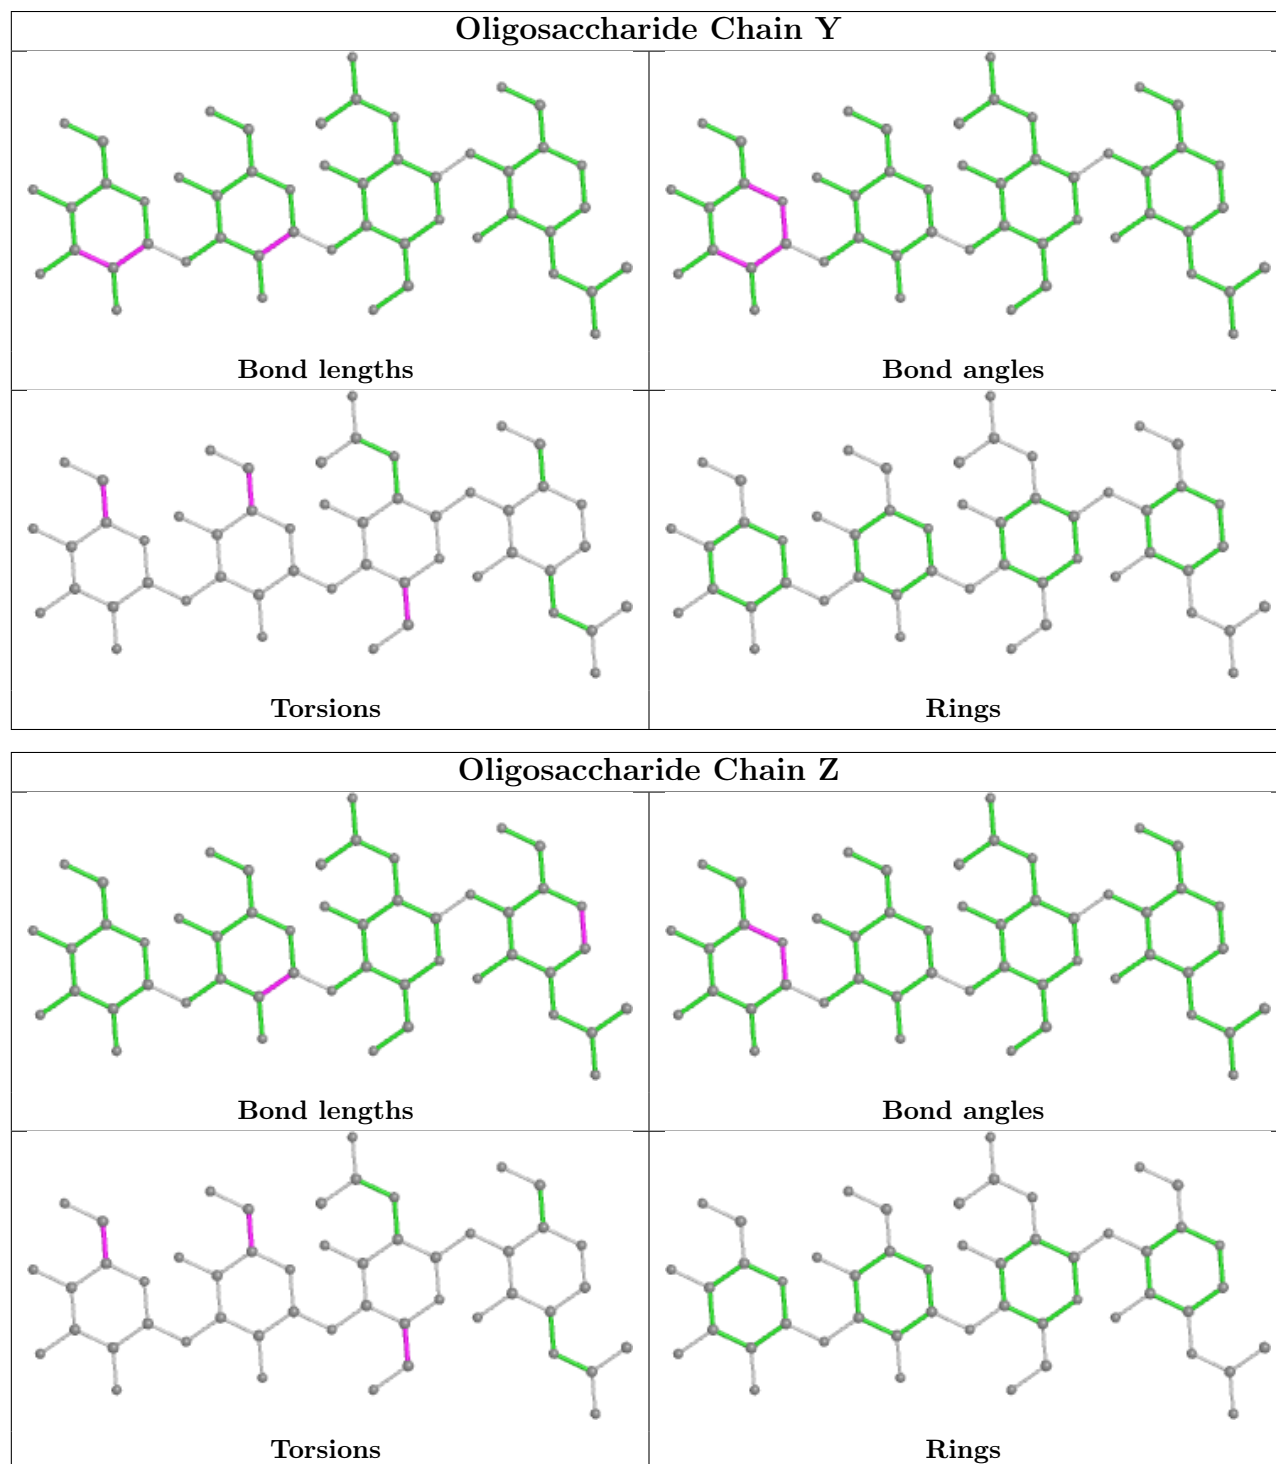 Oligosaccharide Chain Y
Bond lengths
Bond angles
Torsions
Rings
Oligosaccharide Chain Z
Bond lengths
Bond angles
Torsions
Rings